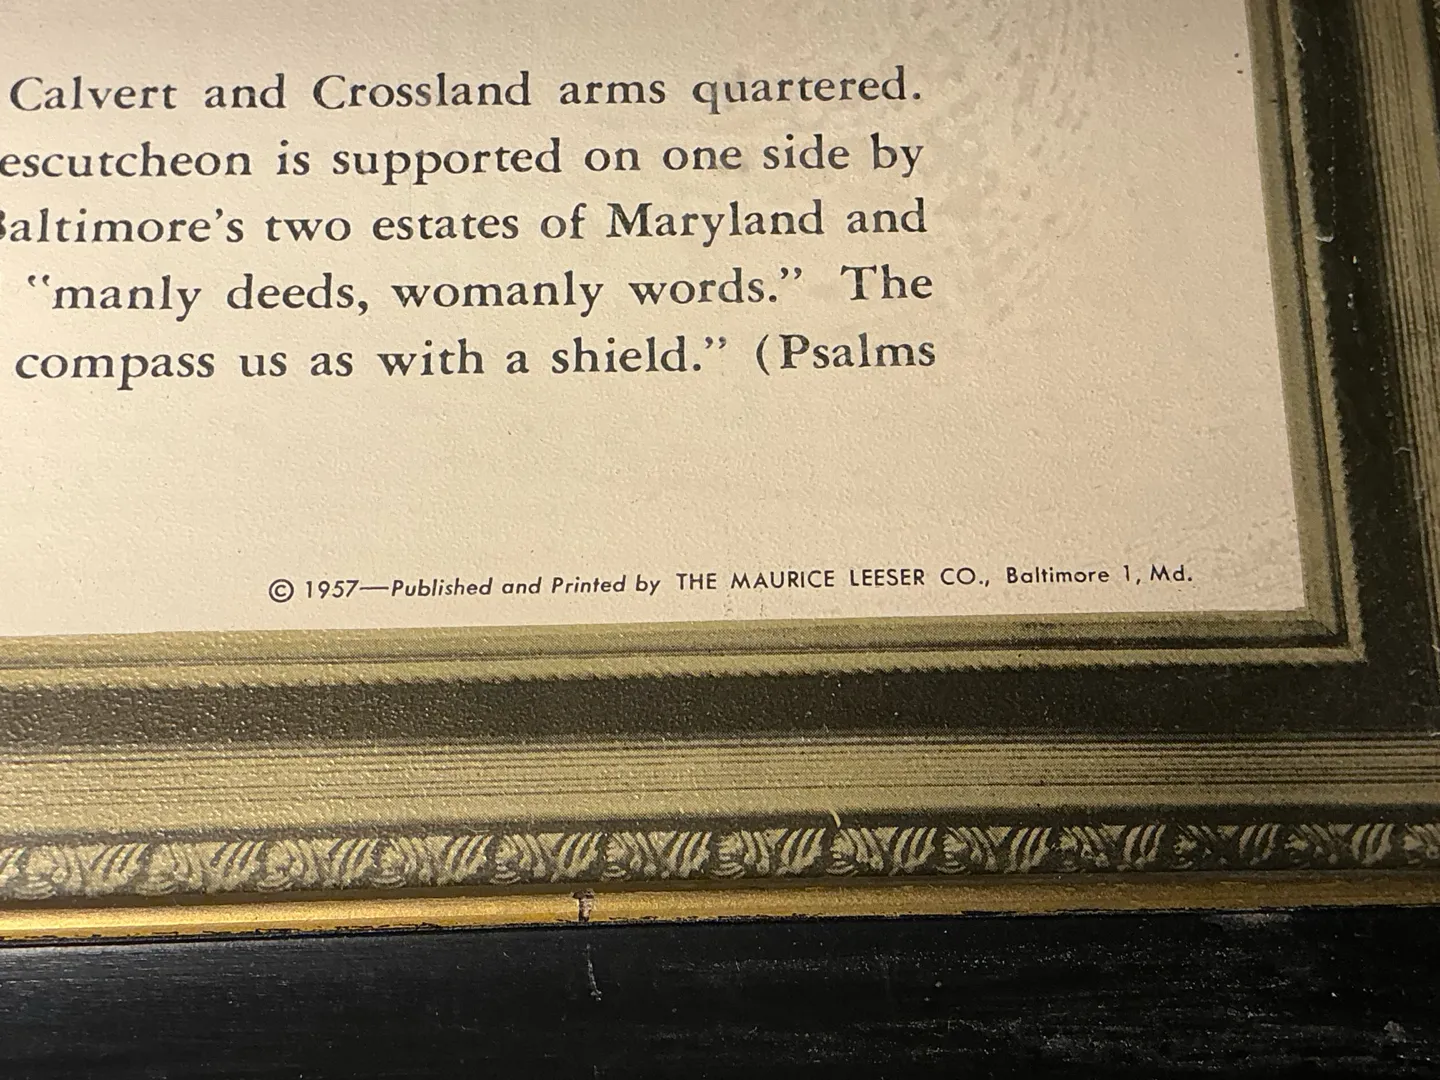 Calvert and Crossland arms quartered.
escutcheon is supported on one side by
Baltimore’s two estates of Maryland and
“manly deeds, womanly words.” The
compass us as with a shield.” (Psalms
© 1957—Published and Printed by THE MAURICE LEESER CO., Baltimore 1, Md.